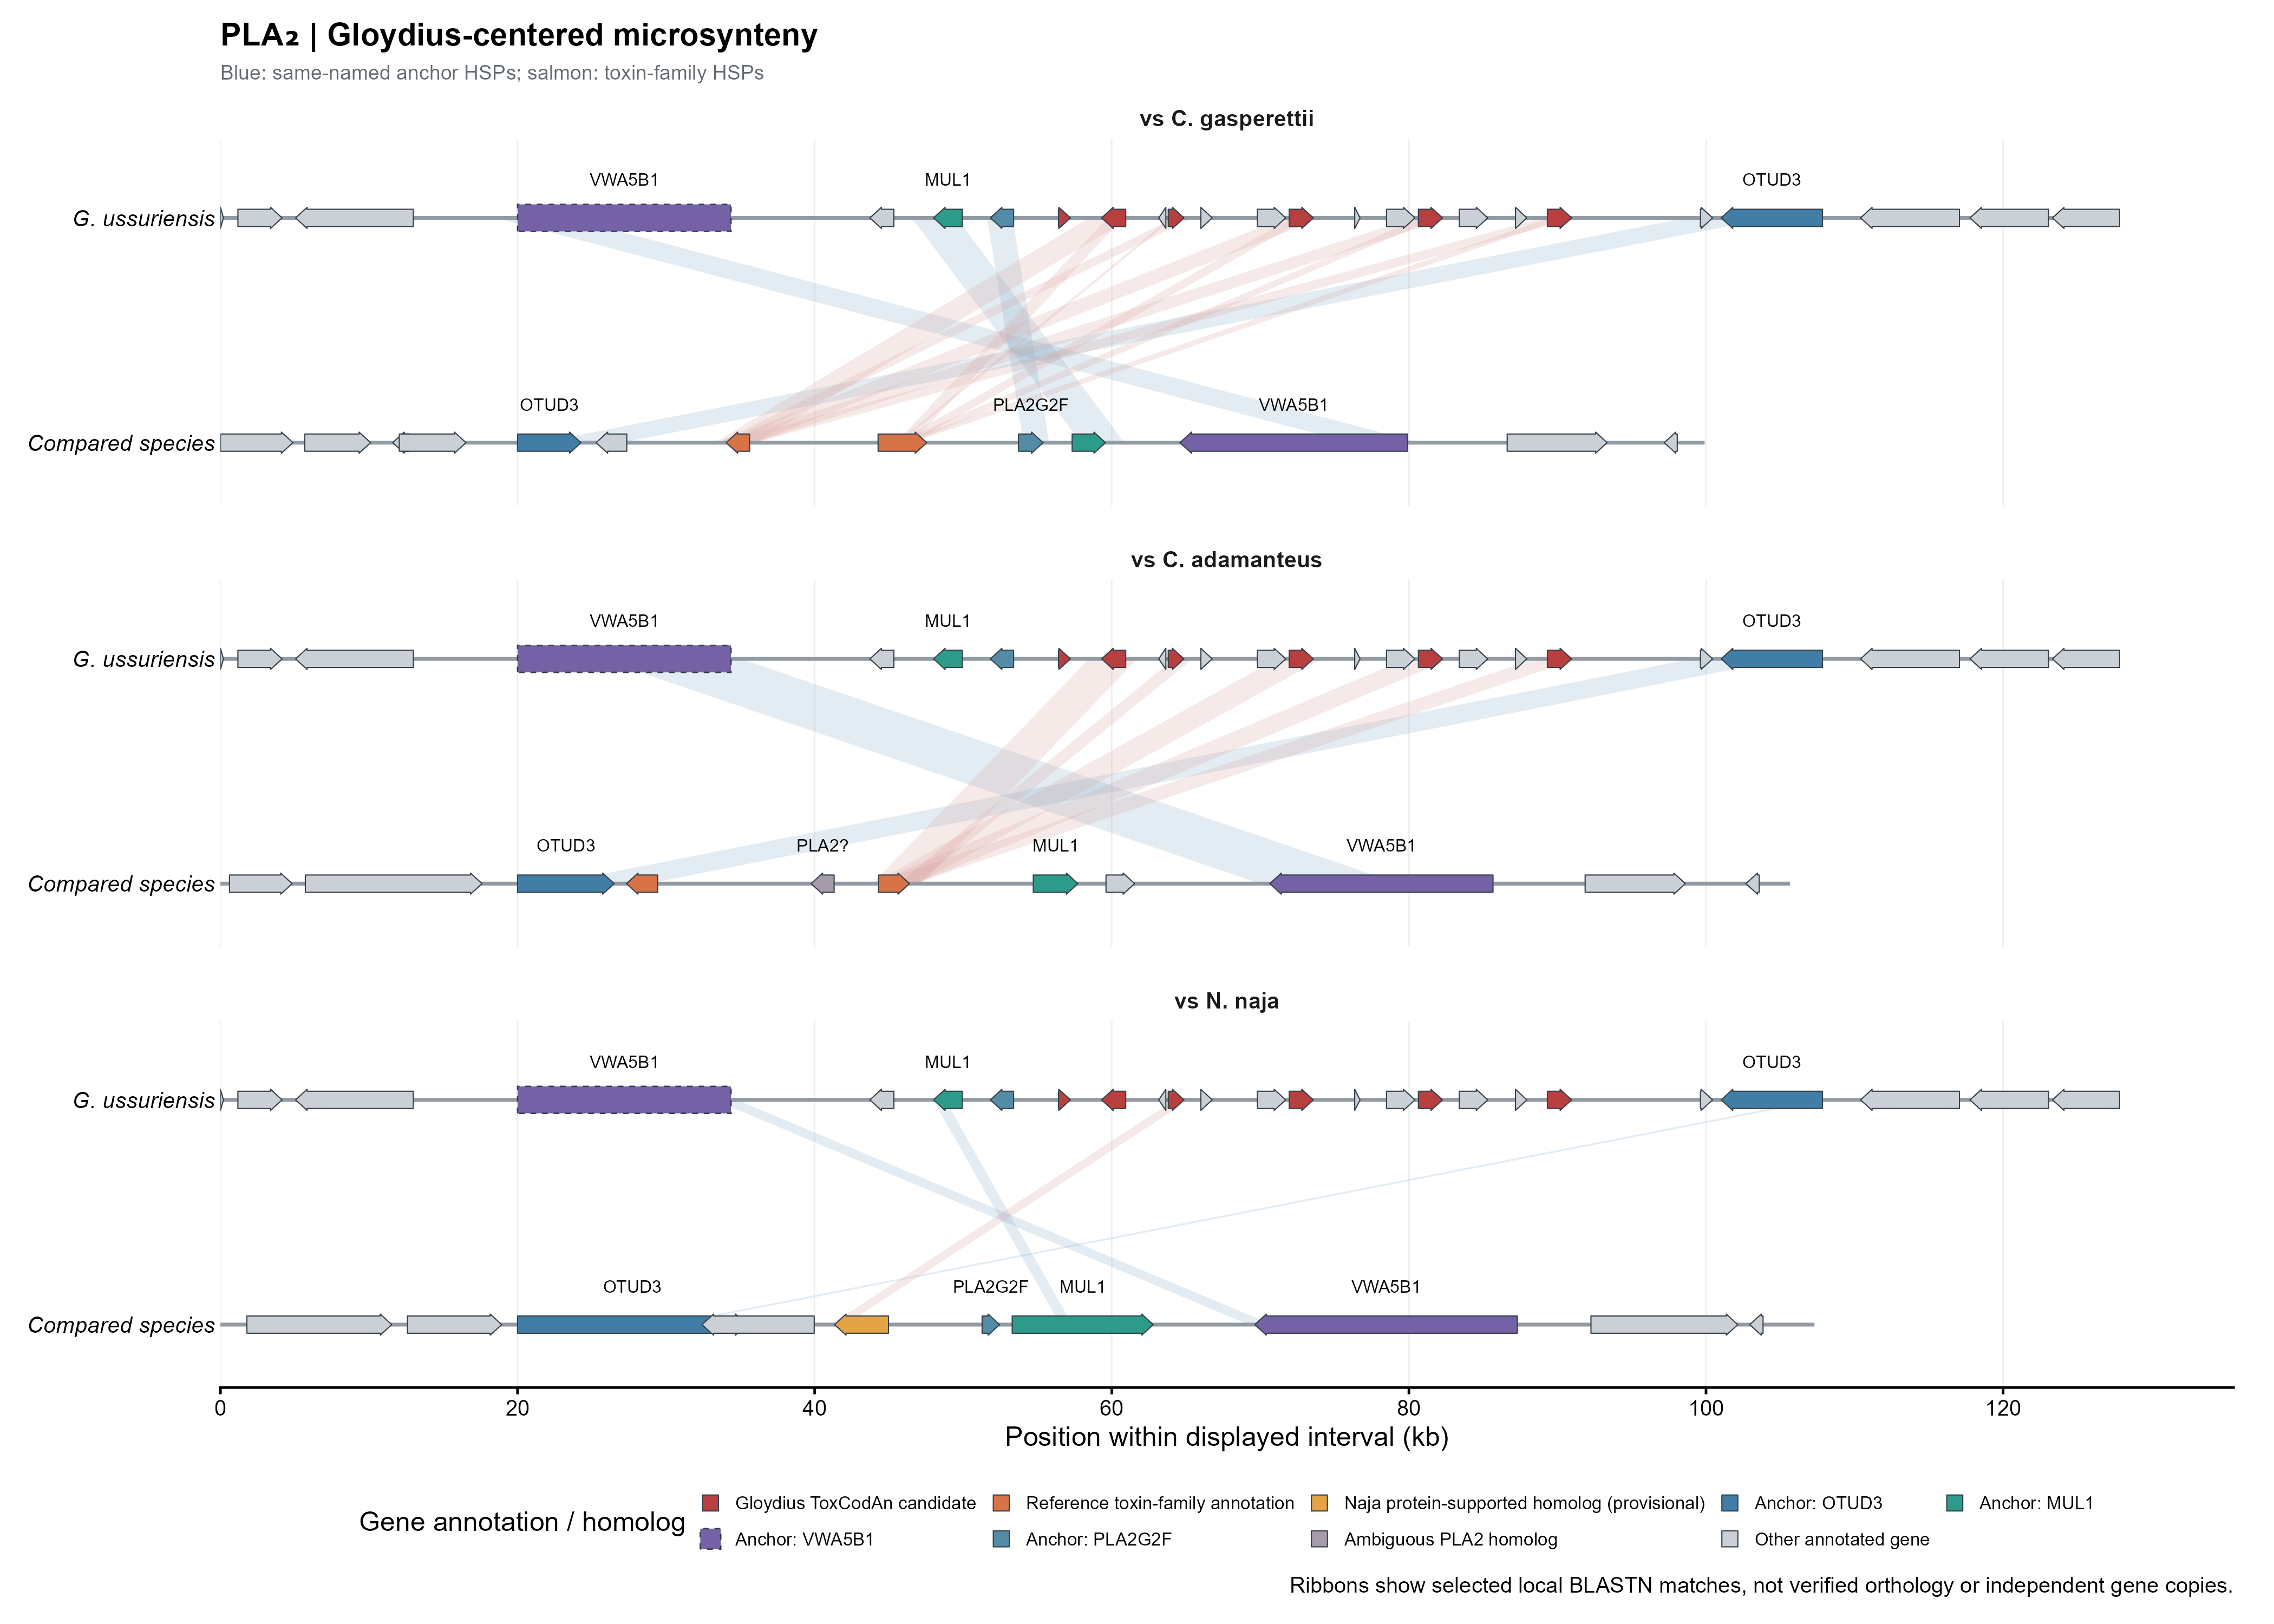 PLA₂ | Gloydius-centered microsynteny
Blue: same-named anchor HSPs; salmon: toxin-family HSPs
vs C. gasperettii
VWA5B1 MUL1 OTUD3
G. ussuriensis
OTUD3 PLA2G2F VWA5B1
Compared species
vs C. adamanteus
VWA5B1 MUL1 OTUD3
G. ussuriensis
OTUD3 PLA2? MUL1 VWA5B1
Compared species
vs N. naja
VWA5B1 MUL1 OTUD3
G. ussuriensis
OTUD3 PLA2G2F MUL1 VWA5B1
Compared species
0 20 40 60 80 100 120
Position within displayed interval (kb)
Gene annotation / homolog
Gloydius ToxCodAn candidate Reference toxin-family annotation Naja protein-supported homolog (provisional) Anchor: OTUD3 Anchor: MUL1
Anchor: VWA5B1 Anchor: PLA2G2F Ambiguous PLA2 homolog Other annotated gene
Ribbons show selected local BLASTN matches, not verified orthology or independent gene copies.